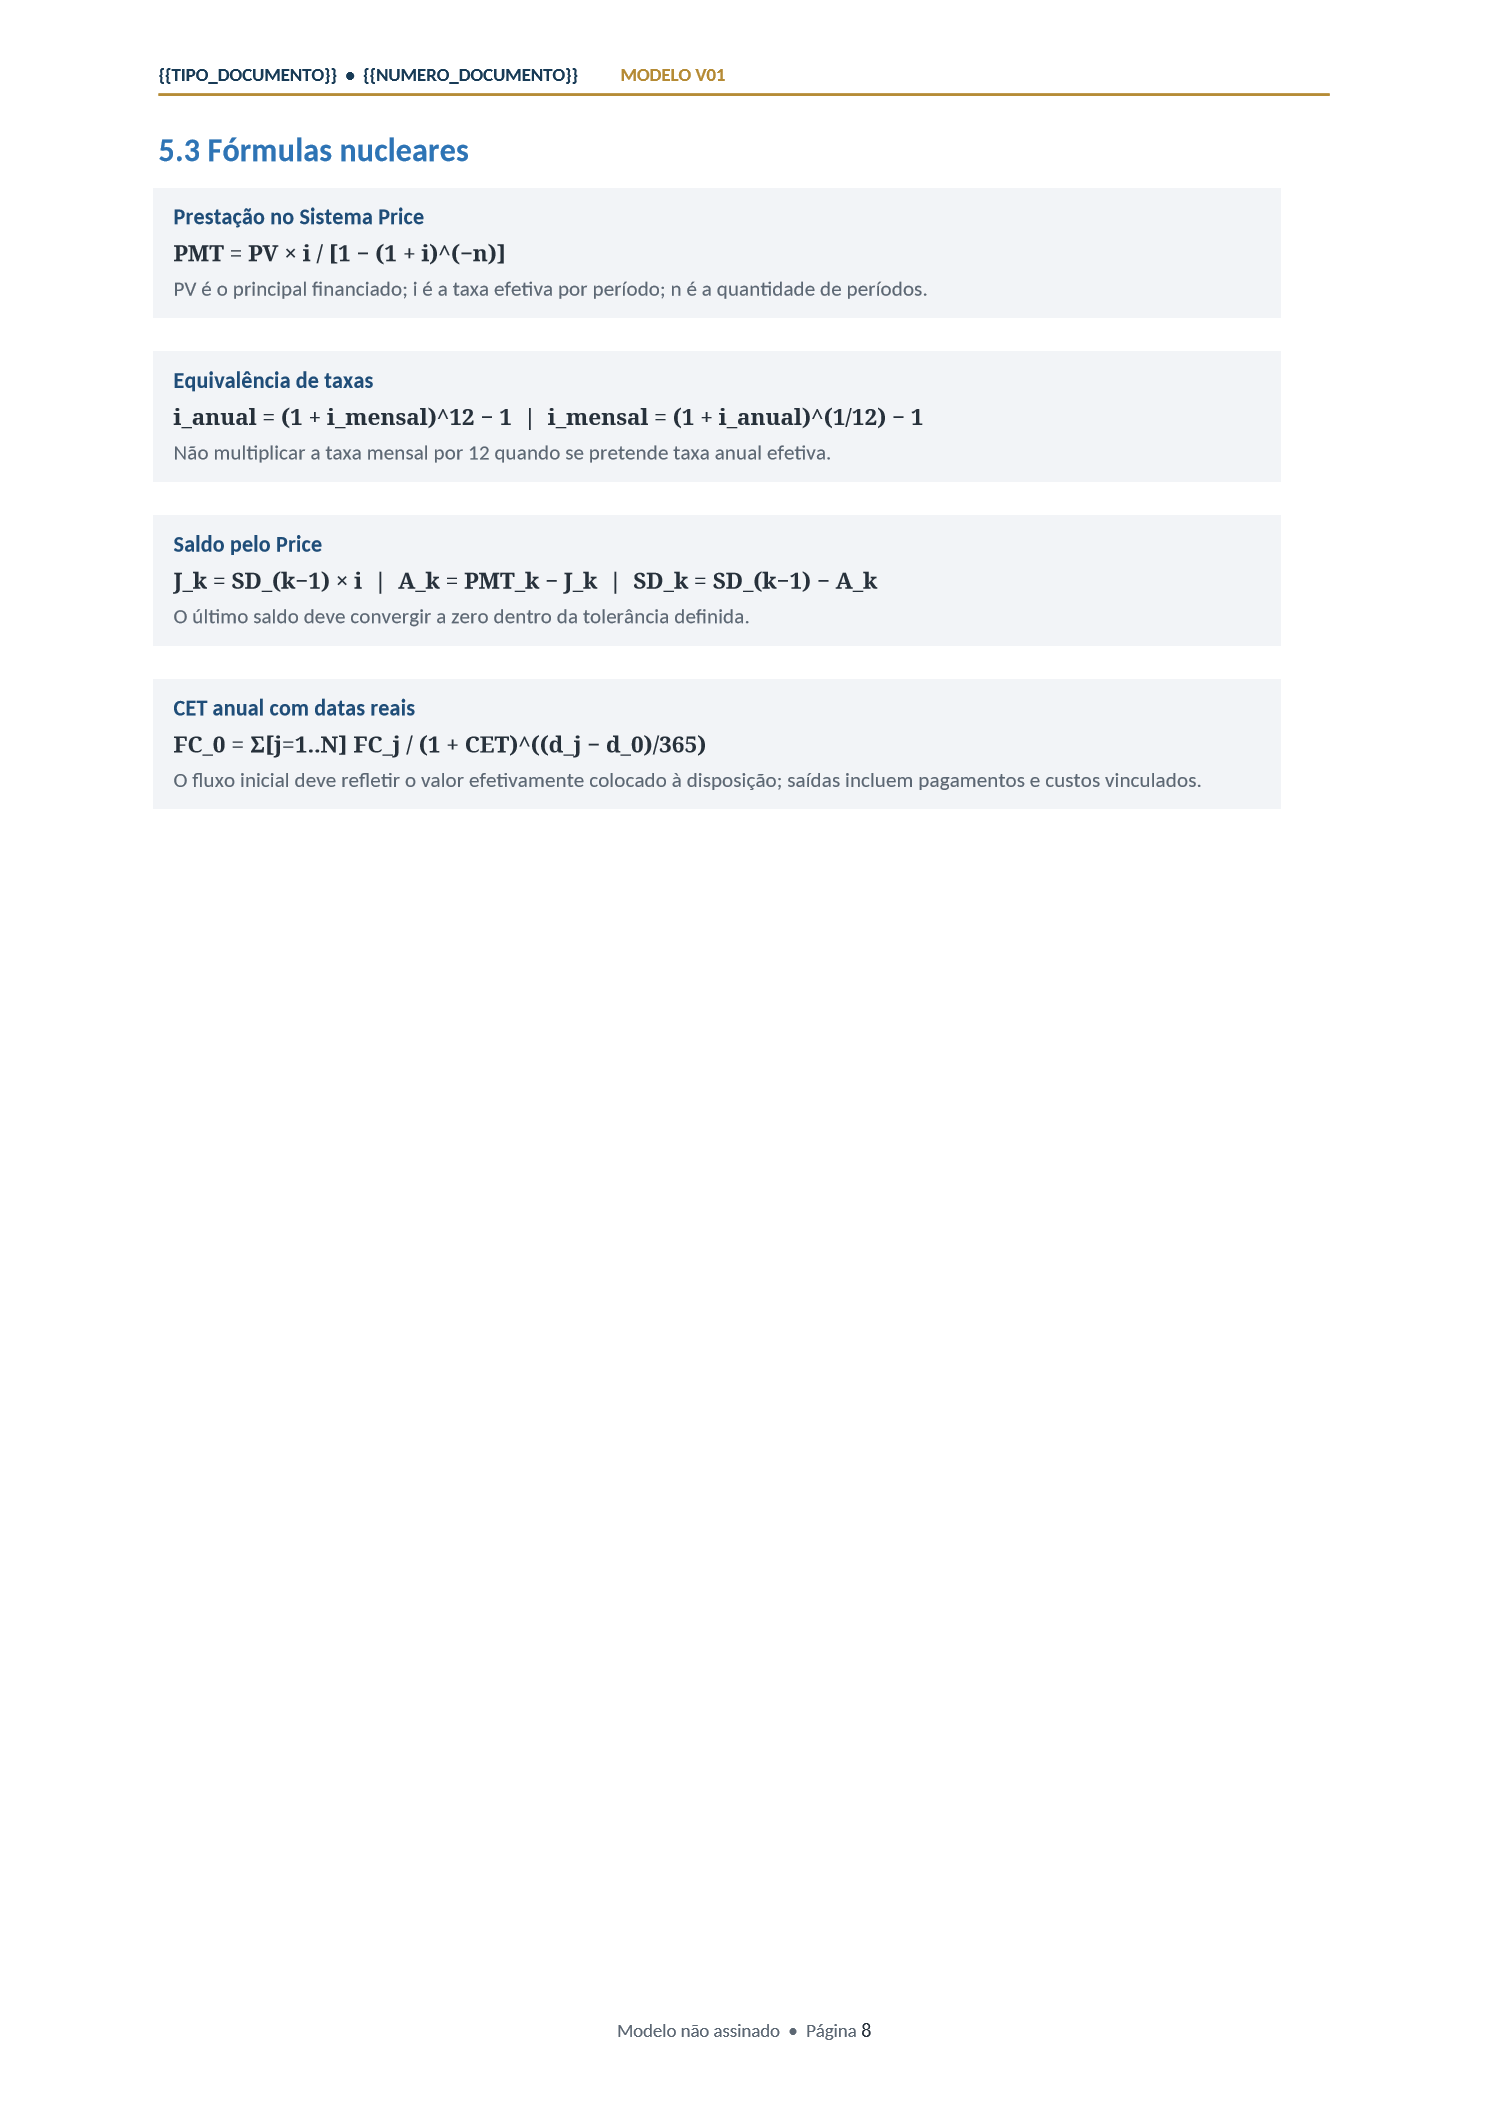 {{TIPO_DOCUMENTO}} • {{NUMERO_DOCUMENTO}} MODELO V01
5.3 Fórmulas nucleares
Prestação no Sistema Price
PMT = PV × i / [1 − (1 + i)^(−n)]
PV é o principal financiado; i é a taxa efetiva por período; n é a quantidade de períodos.
Equivalência de taxas
i_anual = (1 + i_mensal)^12 − 1 | i_mensal = (1 + i_anual)^(1/12) − 1
Não multiplicar a taxa mensal por 12 quando se pretende taxa anual efetiva.
Saldo pelo Price
J_k = SD_(k−1) × i | A_k = PMT_k − J_k | SD_k = SD_(k−1) − A_k
O último saldo deve convergir a zero dentro da tolerância definida.
CET anual com datas reais
FC_0 = Σ[j=1..N] FC_j / (1 + CET)^((d_j − d_0)/365)
O fluxo inicial deve refletir o valor efetivamente colocado à disposição; saídas incluem pagamentos e custos vinculados.
Modelo não assinado • Página 8